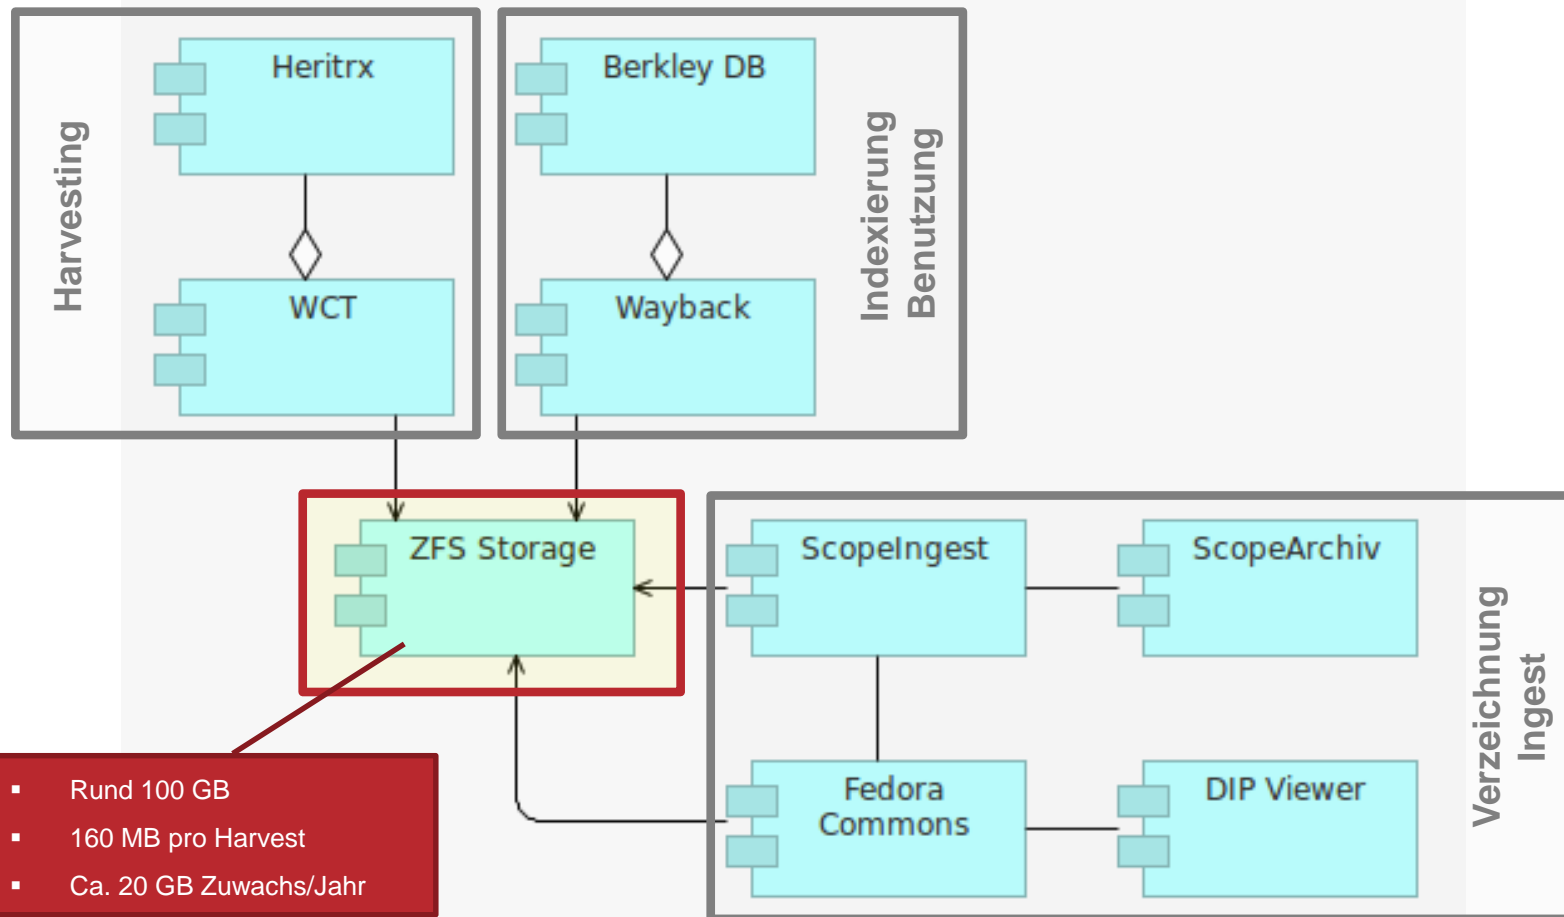 Harvesting
Heritrx
WCT
Berkley DB
Wayback
Indexierung
Benutzung
ZFS Storage
ScopeIngest
ScopeArchiv
Fedora
Commons
DIP Viewer
Verzeichnung
Ingest
▪ Rund 100 GB
▪ 160 MB pro Harvest
▪ Ca. 20 GB Zuwachs/Jahr